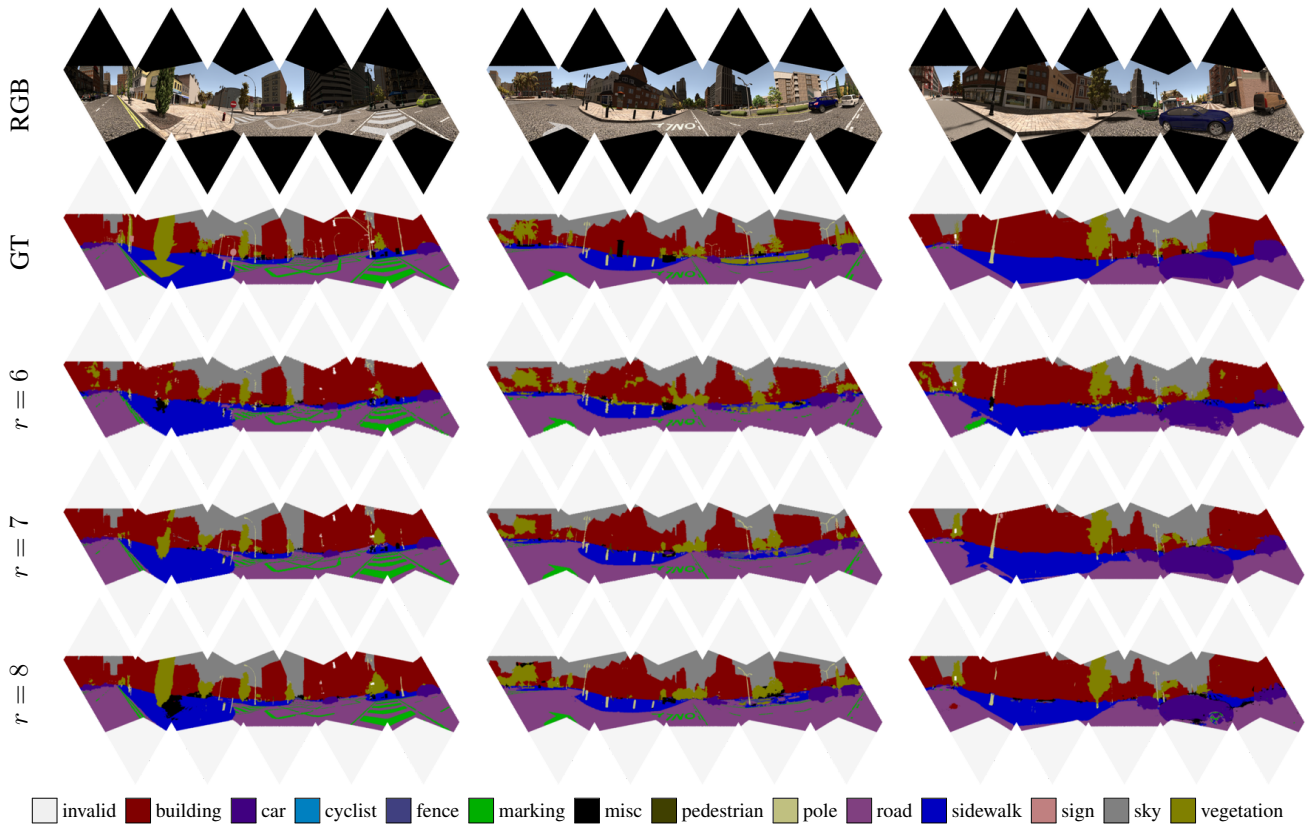 RGB
GT
r = 6
r = 7
r = 8
ONLY
invalid building car cyclist fence marking misc pedestrian pole road sidewalk sign sky vegetation